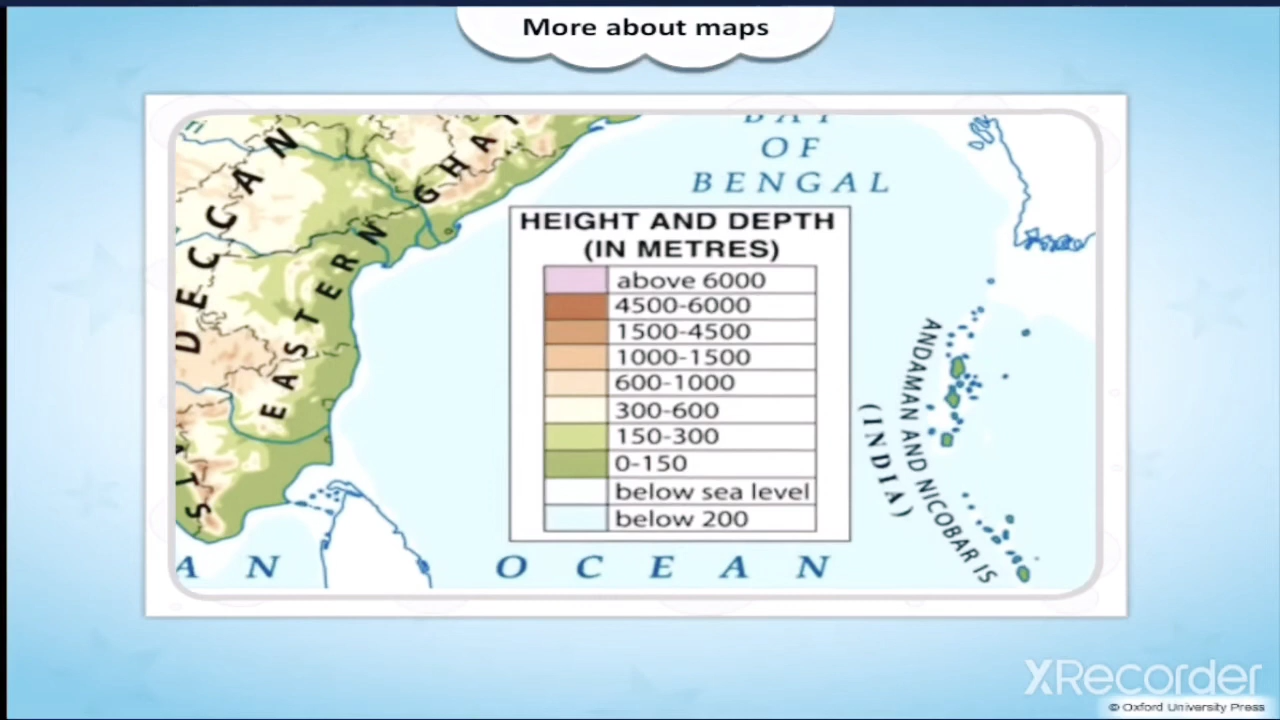 More about maps
BAY
OF
BENGAL
DECCAN
EASTERN GHAT
HEIGHT AND DEPTH
(IN METRES)
above 6000
4500-6000
1500-4500
1000-1500
600-1000
300-600
150-300
0-150
below sea level
below 200
ANDAMAN AND NICOBAR IS
(INDIA)
AN OCEAN
XRecorder
© Oxford University Press